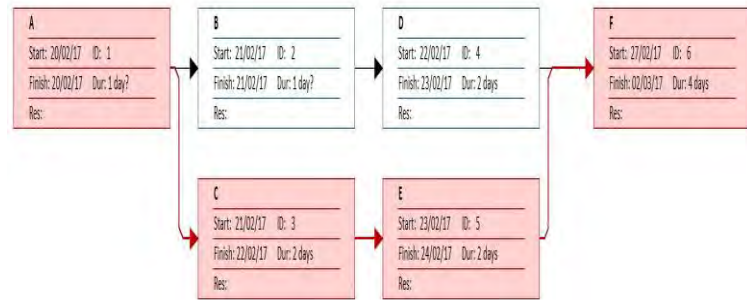 A
Start: 20/02/17 ID: 1
Finish: 20/02/17 Dur: 1 day?
Res:
B
Start: 21/02/17 ID: 2
Finish: 21/02/17 Dur: 1 day?
Res:
D
Start: 22/02/17 ID: 4
Finish: 23/02/17 Dur: 2 days
Res:
F
Start: 27/02/17 ID: 6
Finish: 02/03/17 Dur: 4 days
Res:
C
Start: 21/02/17 ID: 3
Finish: 22/02/17 Dur: 2 days
Res:
E
Start: 23/02/17 ID: 5
Finish: 24/02/17 Dur: 2 days
Res: